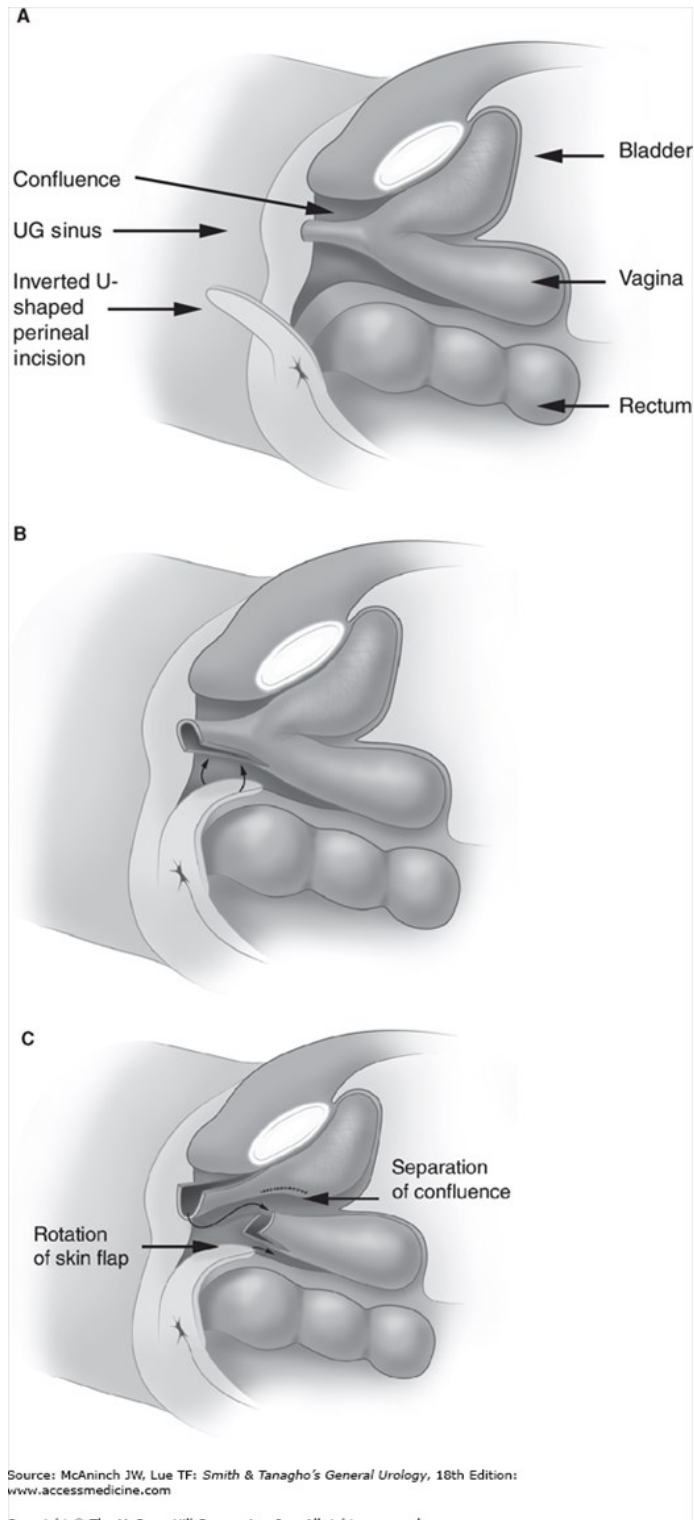 A
Confluence
UG sinus
Inverted U-
shaped
perineal
incision
Bladder
Vagina
Rectum
B
C
Separation
of confluence
Rotation
of skin flap
Source: McAninch JW, Lue TF: Smith & Tanagho's General Urology, 18th Edition:
www.accessmedicine.com